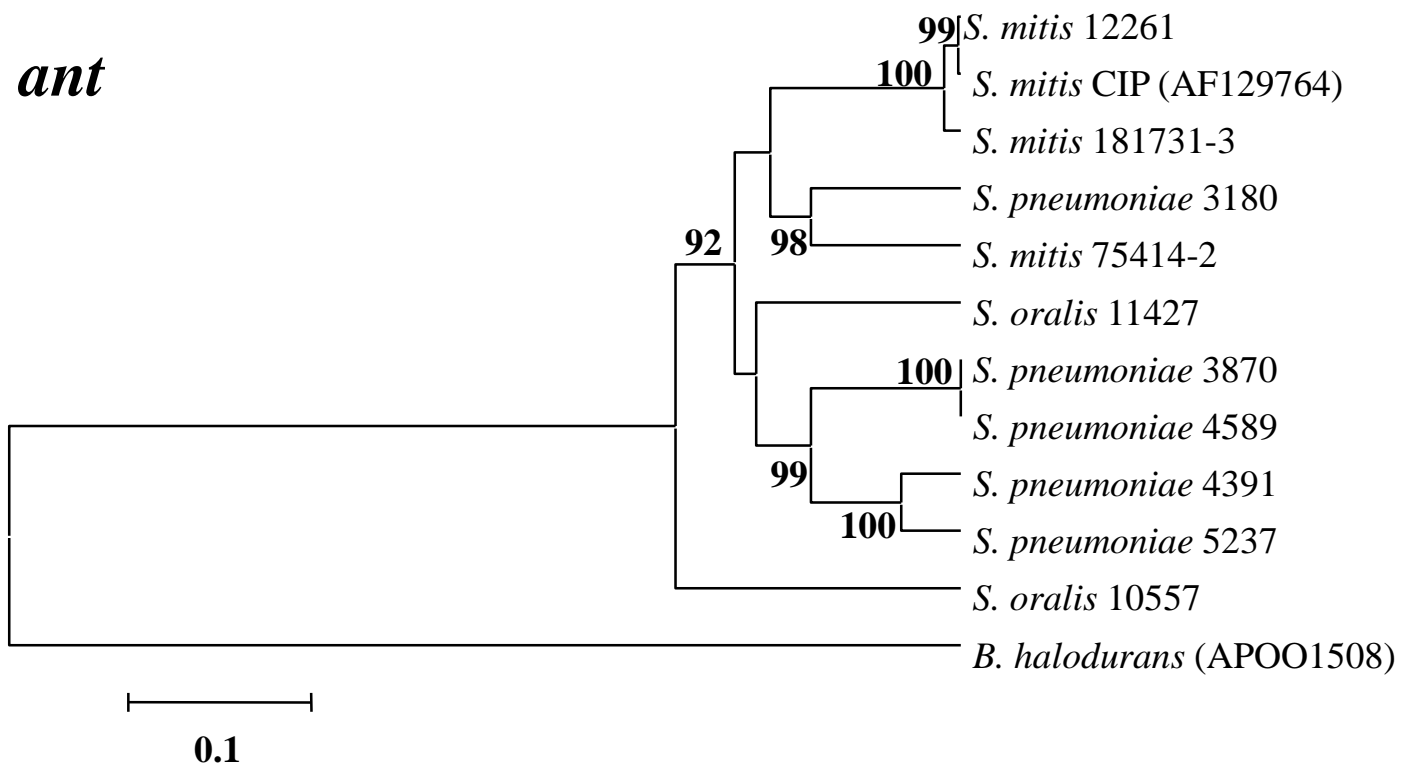 ant
99 S. mitis 12261
100 S. mitis CIP (AF129764)
S. mitis 181731-3
S. pneumoniae 3180
92 98 S. mitis 75414-2
S. oralis 11427
100 S. pneumoniae 3870
S. pneumoniae 4589
99 S. pneumoniae 4391
100 S. pneumoniae 5237
S. oralis 10557
B. halodurans (APOO1508)
0.1